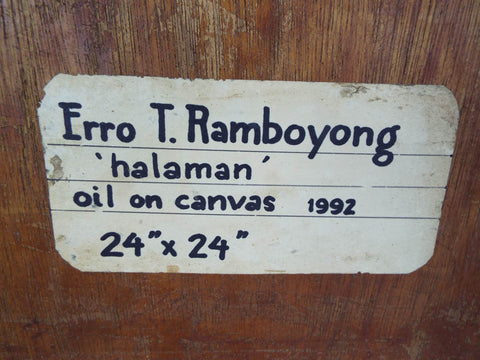 Erro T. Ramboyong
'halaman'
oil on canvas 1992
24" x 24"